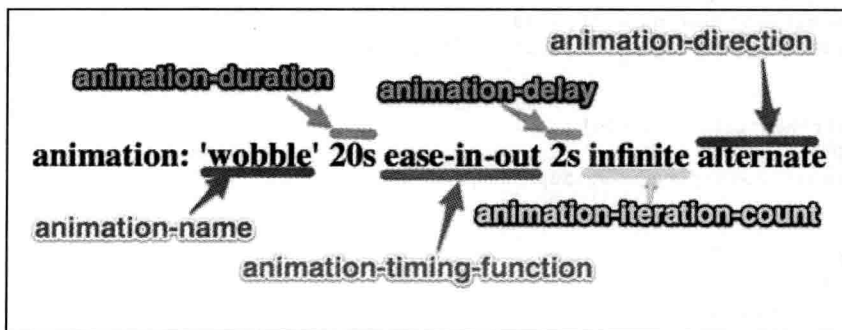 animation-direction
animation-duration
animation-delay
animation: 'wobble' 20s ease-in-out 2s infinite alternate
animation-iteration-count
animation-name
animation-timing-function